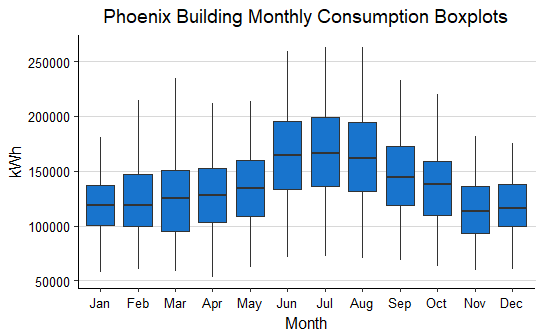 Phoenix Building Monthly Consumption Boxplots
250000
200000
150000
100000
50000
kWh
Jan Feb Mar Apr May Jun Jul Aug Sep Oct Nov Dec
Month